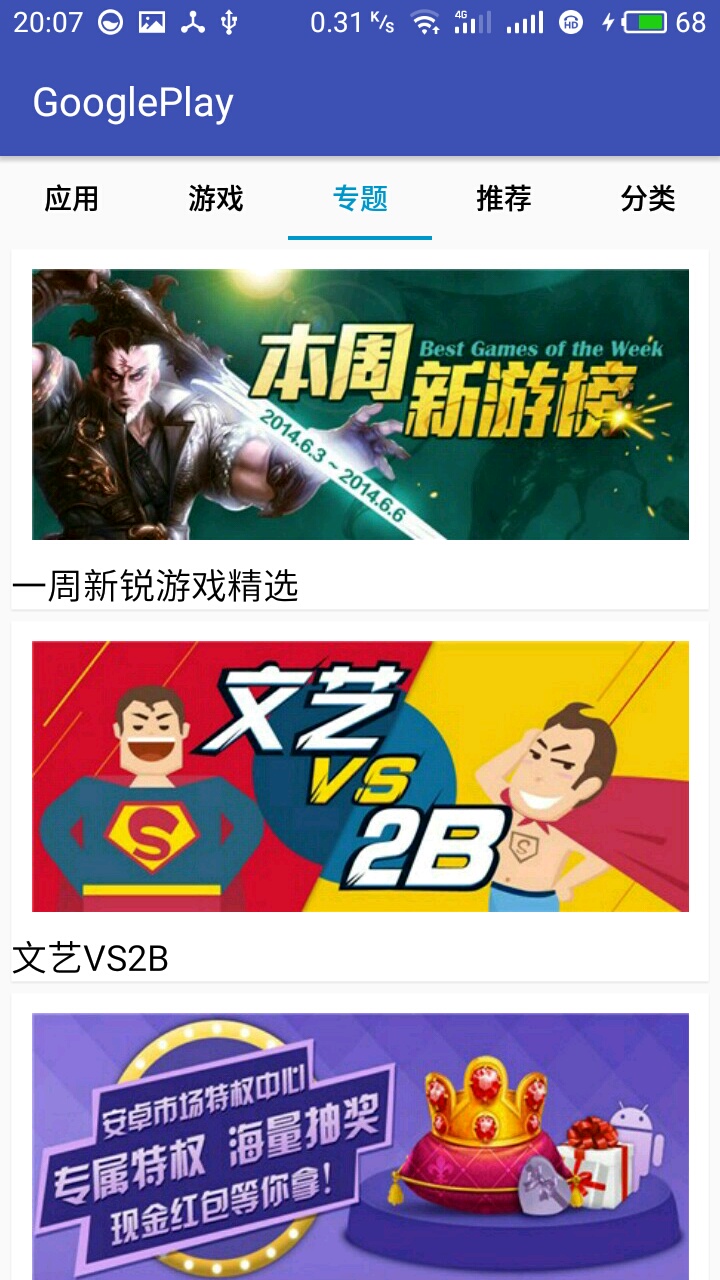 20:07 0.31 K/s 4G HD 68
GooglePlay
应用 游戏 专题 推荐 分类
本周
Best Games of the Week
新游榜
2014.6.3 ~ 2014.6.6
一周新锐游戏精选
文艺
VS
2B
S
S
文艺VS2B
安卓市场特权中心
专属特权 海量抽奖
现金红包等你拿!